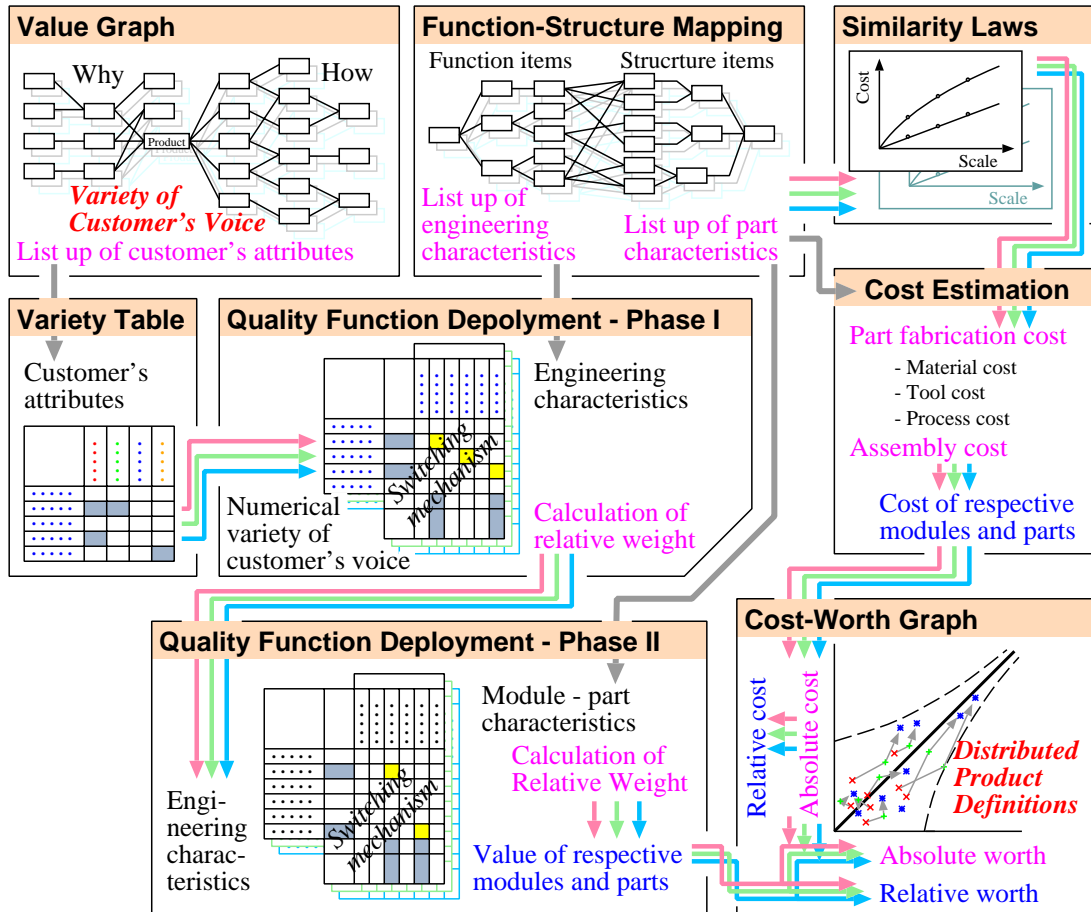 Value Graph
Why
How
Product
Variety of
Customer's Voice
List up of customer's attributes
Function-Structure Mapping
Function items
Strucrture items
List up of
engineering
characteristics
List up of part
characteristics
Similarity Laws
Cost
Scale
Scale
Variety Table
Customer's
attributes
Quality Function Depolyment - Phase I
Engineering
characteristics
Switching
mechanism
Numerical
variety of
customer's voice
Calculation of
relative weight
Cost Estimation
Part fabrication cost
- Material cost
- Tool cost
- Process cost
Assembly cost
Cost of respective
modules and parts
Quality Function Deployment - Phase II
Module - part
characteristics
Calculation of
Relative Weight
Switching
mechanism
Engi-
neering
charac-
teristics
Value of respective
modules and parts
Cost-Worth Graph
Relative cost
Absolute cost
Distributed
Product
Definitions
Absolute worth
Relative worth